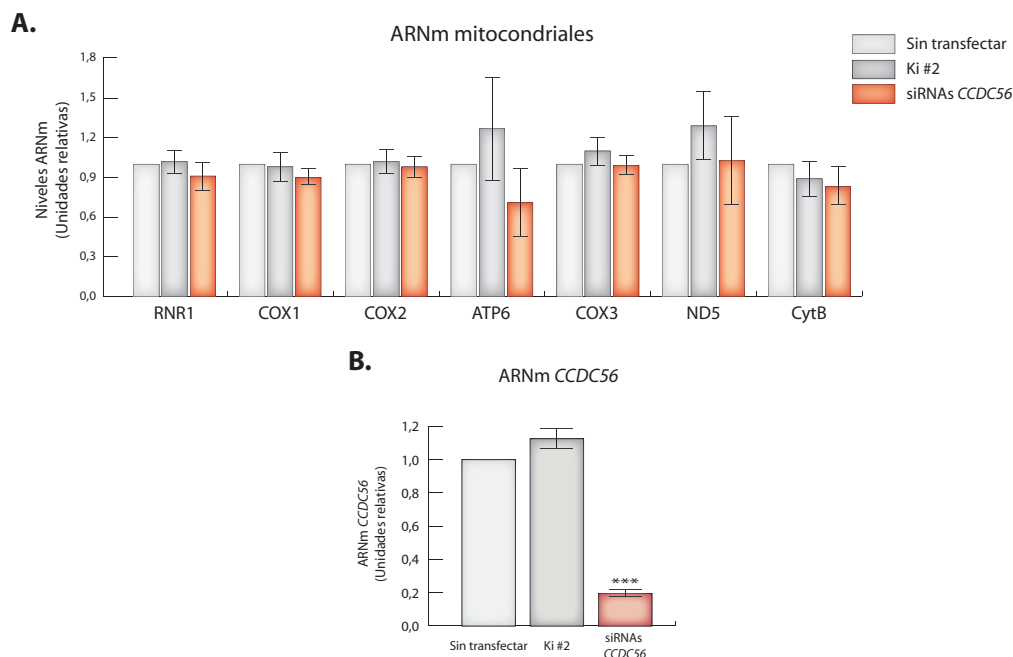 A.
ARNm mitocondriales
Sin transfectar
Ki #2
siRNAs CCDC56
Niveles ARNm
(Unidades relativas)
1,8
1,5
1,2
0,9
0,6
0,3
0,0
RNR1 COX1 COX2 ATP6 COX3 ND5 CytB
B.
ARNm CCDC56
ARNm CCDC56
(Unidades relativas)
1,2
1,0
0,8
0,6
0,4
0,2
0,0
***
Sin transfectar Ki #2 siRNAs
CCDC56